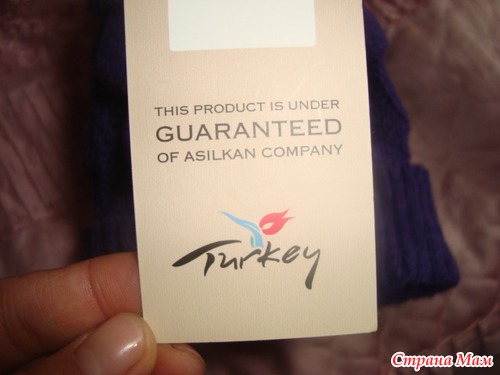 THIS PRODUCT IS UNDER
GUARANTEED
OF ASILKAN COMPANY
Turkey
Страна Мам